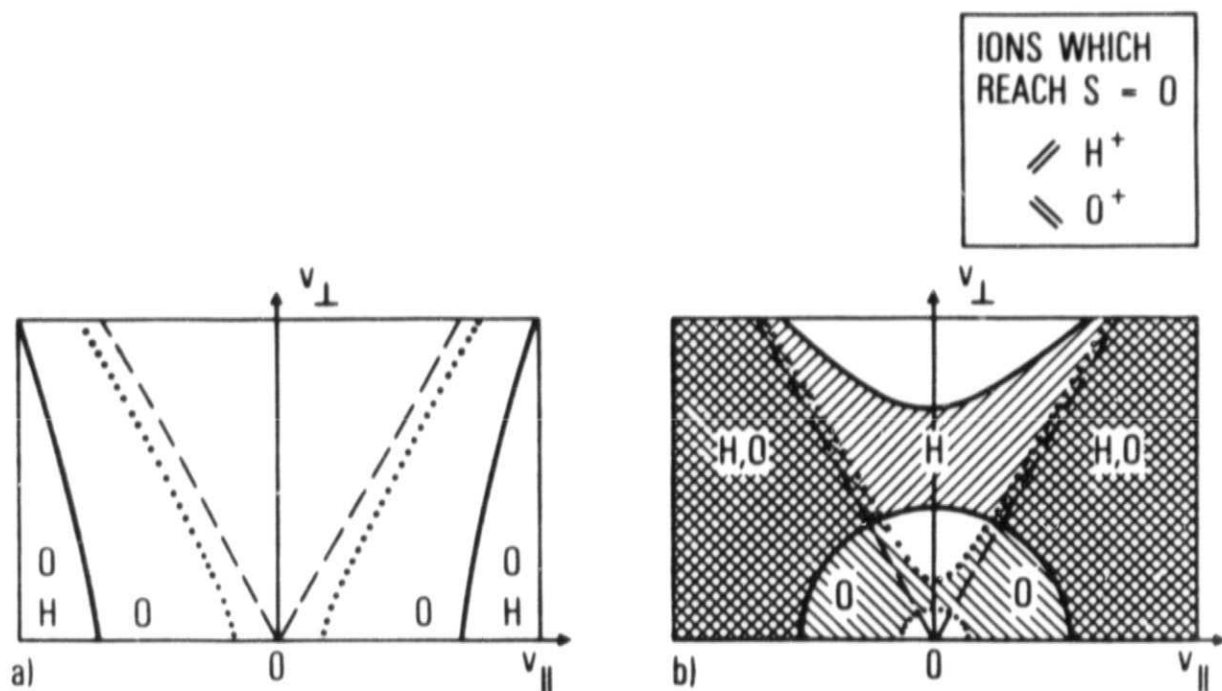 IONS WHICH
REACH S = 0
H+
O+
v⊥
O O
H O O H
0
a) v||
v⊥
H,O H H,O
O O
0
b) v||